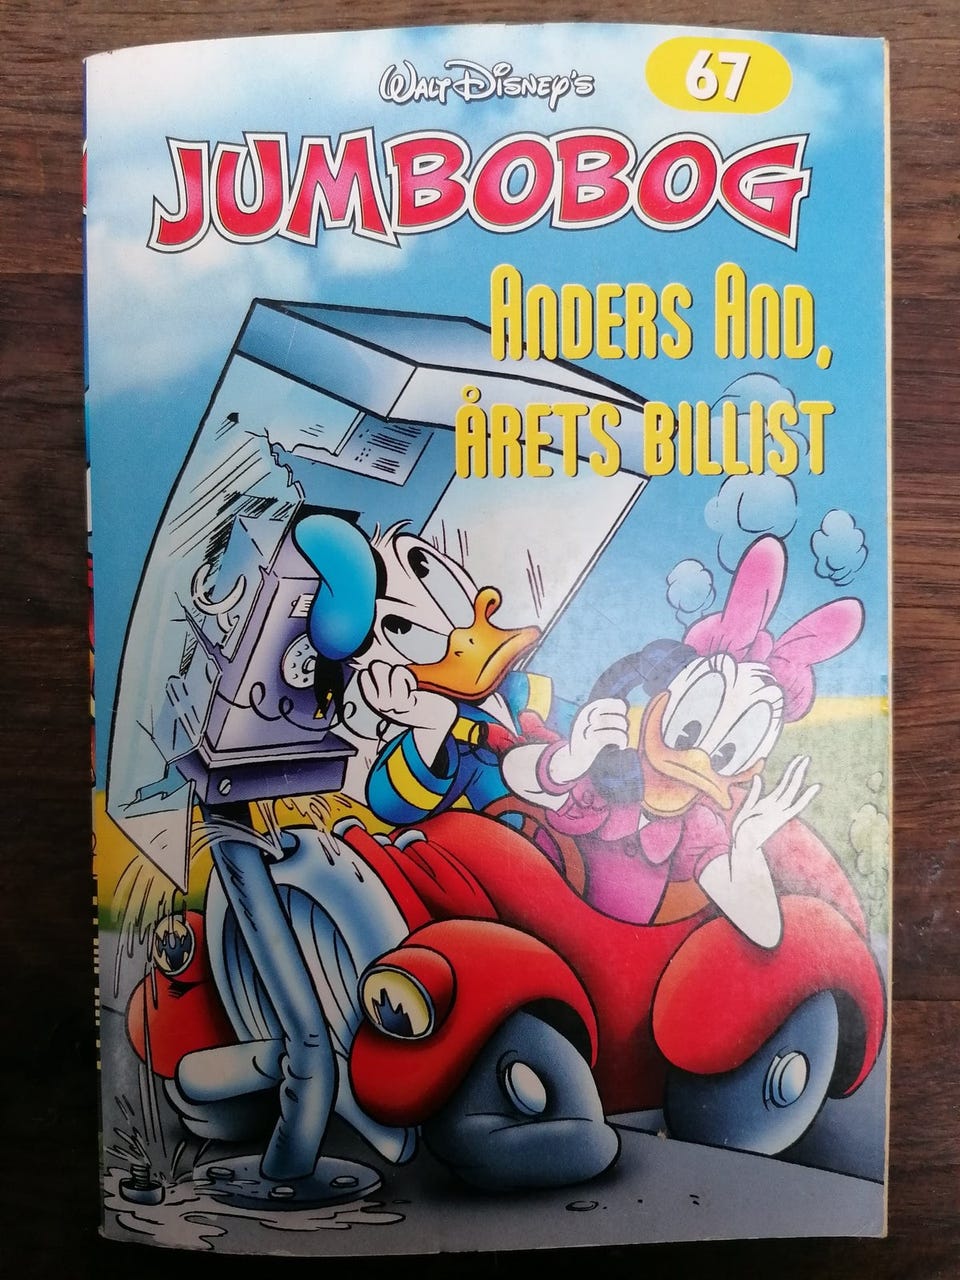 WALT DISNEY'S
67
JUMBOBOG
ANDERS AND,
ÅRETS BILLIST